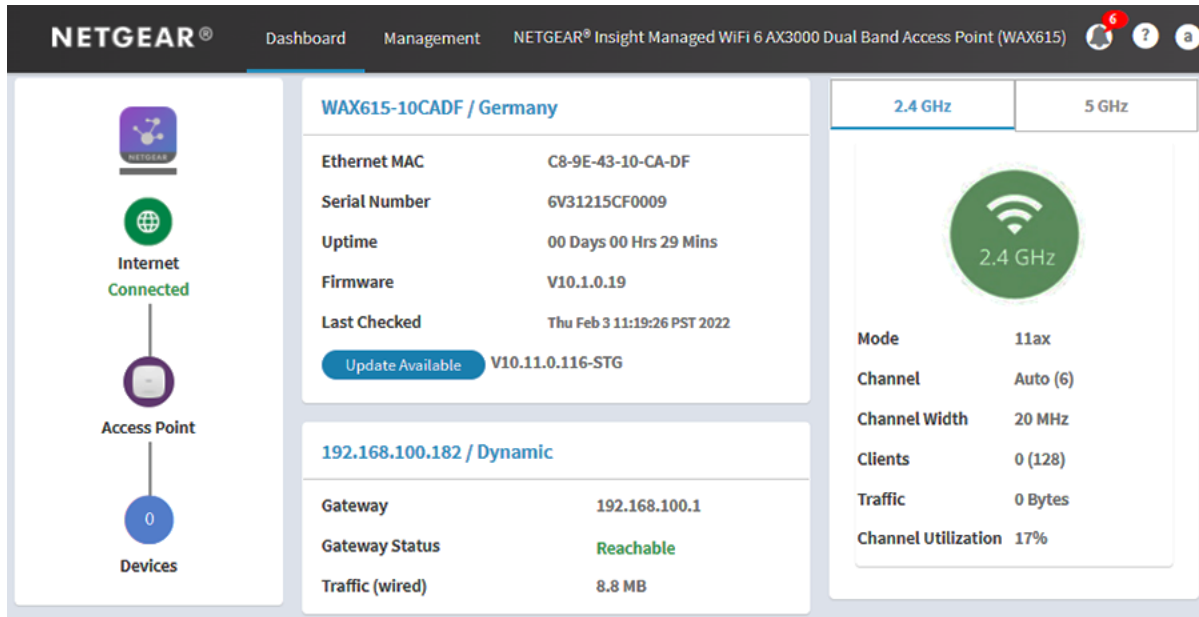 NETGEAR®
Dashboard
Management
NETGEAR® Insight Managed WiFi 6 AX3000 Dual Band Access Point (WAX615)
6
?
a
NETGEAR
Internet
Connected
Access Point
0
Devices
WAX615-10CADF / Germany
Ethernet MAC C8-9E-43-10-CA-DF
Serial Number 6V31215CF0009
Uptime 00 Days 00 Hrs 29 Mins
Firmware V10.1.0.19
Last Checked Thu Feb 3 11:19:26 PST 2022
Update Available V10.11.0.116-STG
192.168.100.182 / Dynamic
Gateway 192.168.100.1
Gateway Status Reachable
Traffic (wired) 8.8 MB
2.4 GHz
5 GHz
2.4 GHz
Mode 11ax
Channel Auto (6)
Channel Width 20 MHz
Clients 0 (128)
Traffic 0 Bytes
Channel Utilization 17%